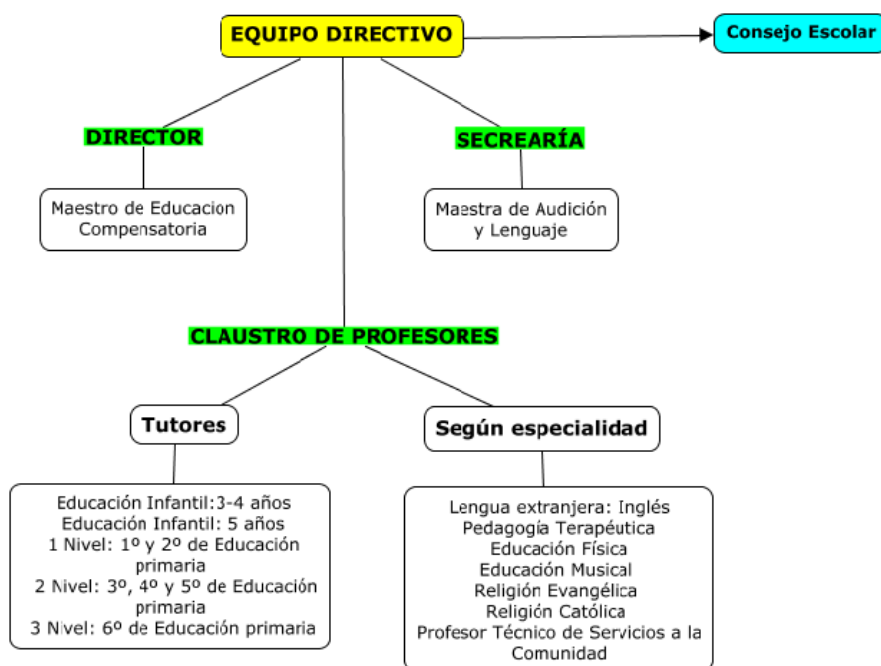 EQUIPO DIRECTIVO
Consejo Escolar
DIRECTOR
SECREARÍA
Maestro de Educacion
Compensatoria
Maestra de Audición
y Lenguaje
CLAUSTRO DE PROFESORES
Tutores
Según especialidad
Educación Infantil:3-4 años
Educación Infantil: 5 años
1 Nivel: 1º y 2º de Educación
primaria
2 Nivel: 3º, 4º y 5º de Educación
primaria
3 Nivel: 6º de Educación primaria
Lengua extranjera: Inglés
Pedagogía Terapéutica
Educación Física
Educación Musical
Religión Evangélica
Religión Católica
Profesor Técnico de Servicios a la
Comunidad